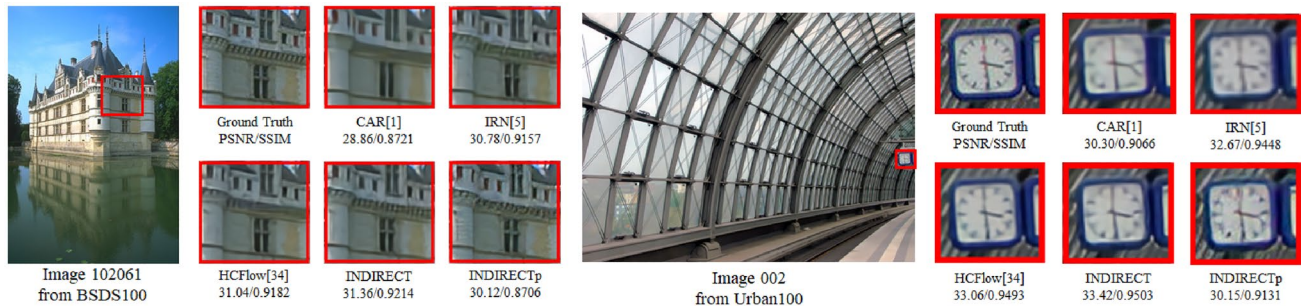 Ground Truth
PSNR/SSIM
CAR[1]
28.86/0.8721
IRN[5]
30.78/0.9157
HCFlow[34]
31.04/0.9182
INDIRECT
31.36/0.9214
INDIRECTp
30.12/0.8706
Image 102061
from BSDS100
Ground Truth
PSNR/SSIM
CAR[1]
30.30/0.9066
IRN[5]
32.67/0.9448
HCFlow[34]
33.06/0.9493
INDIRECT
33.42/0.9503
INDIRECTp
30.15/0.9131
Image 002
from Urban100